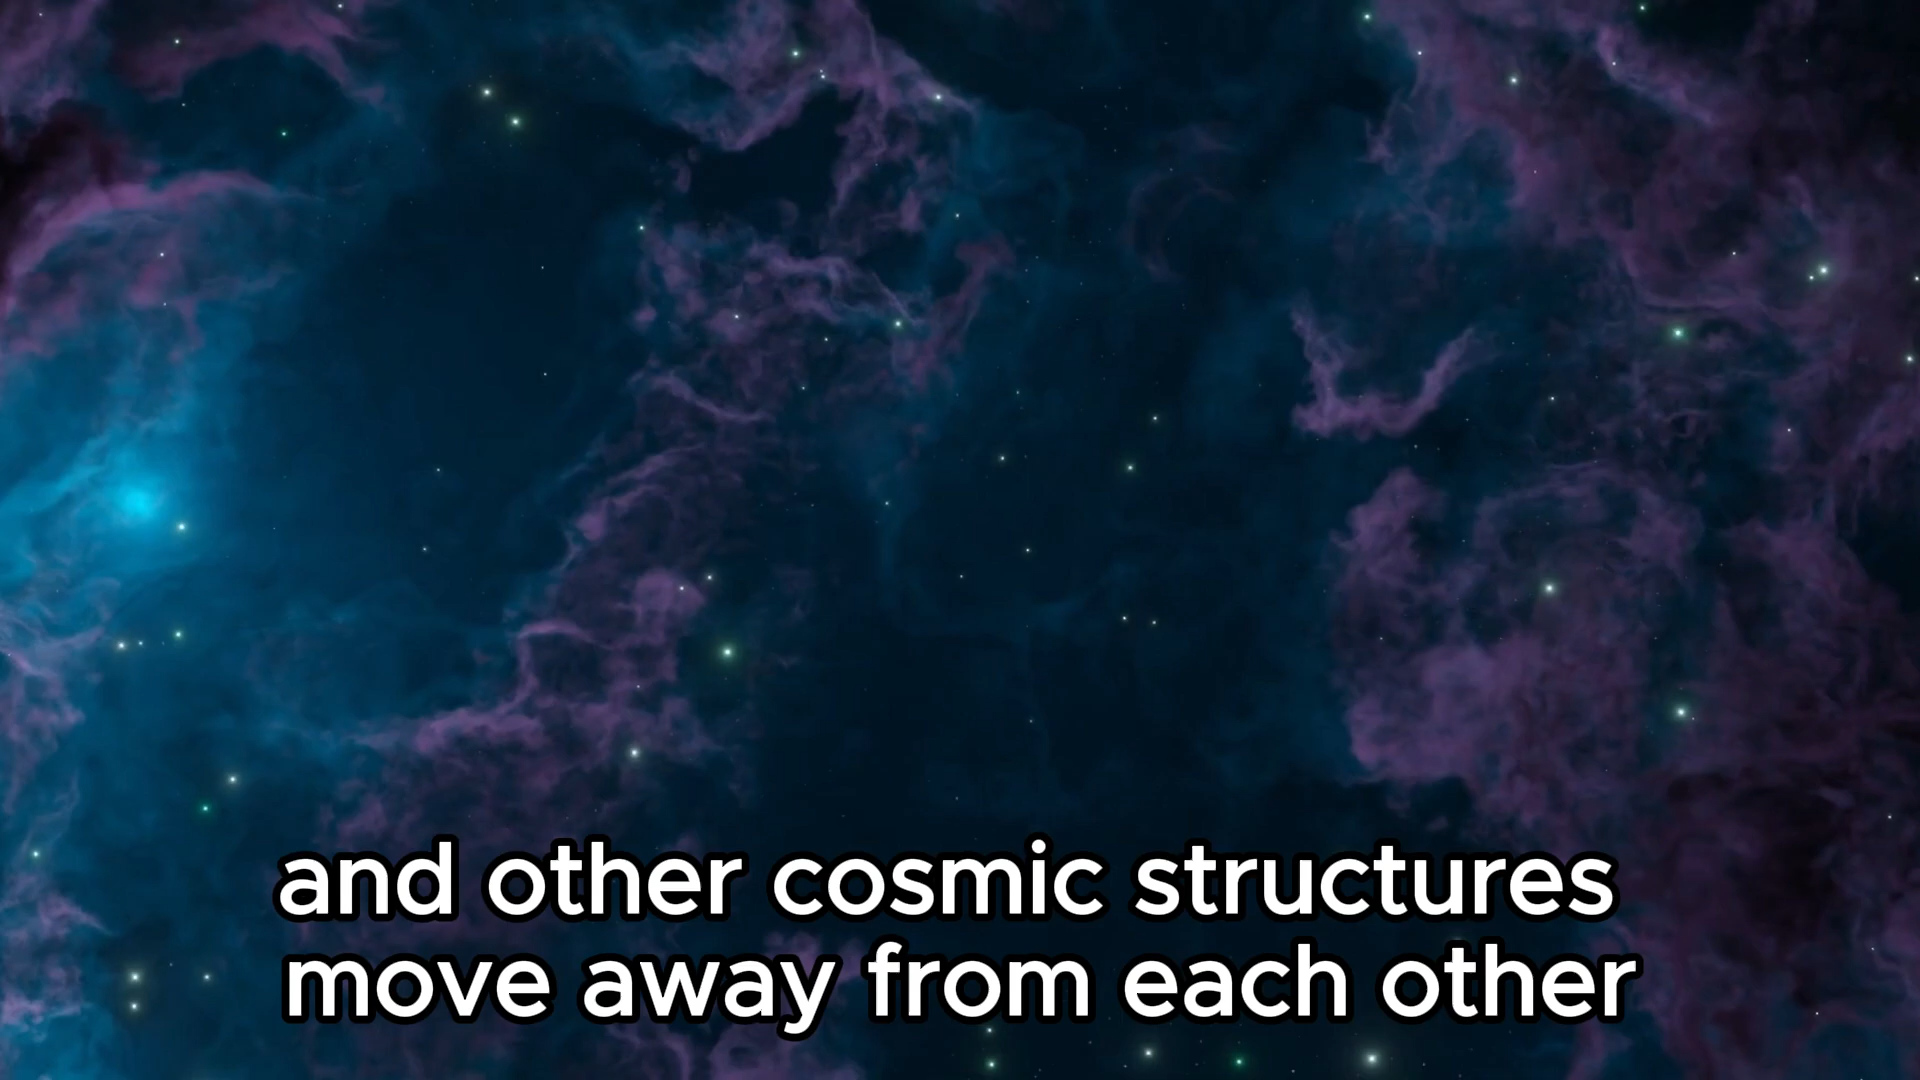 and other cosmic structures
move away from each other